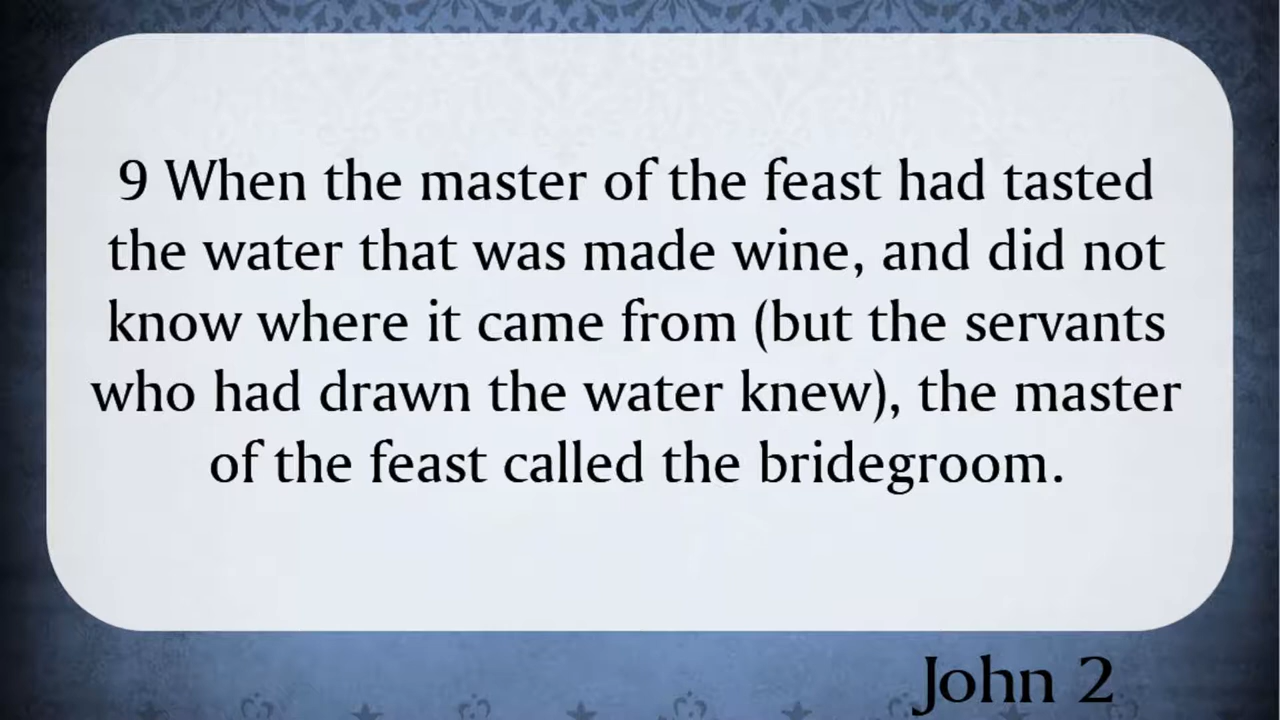 9 When the master of the feast had tasted
the water that was made wine, and did not
know where it came from (but the servants
who had drawn the water knew), the master
of the feast called the bridegroom.
John 2